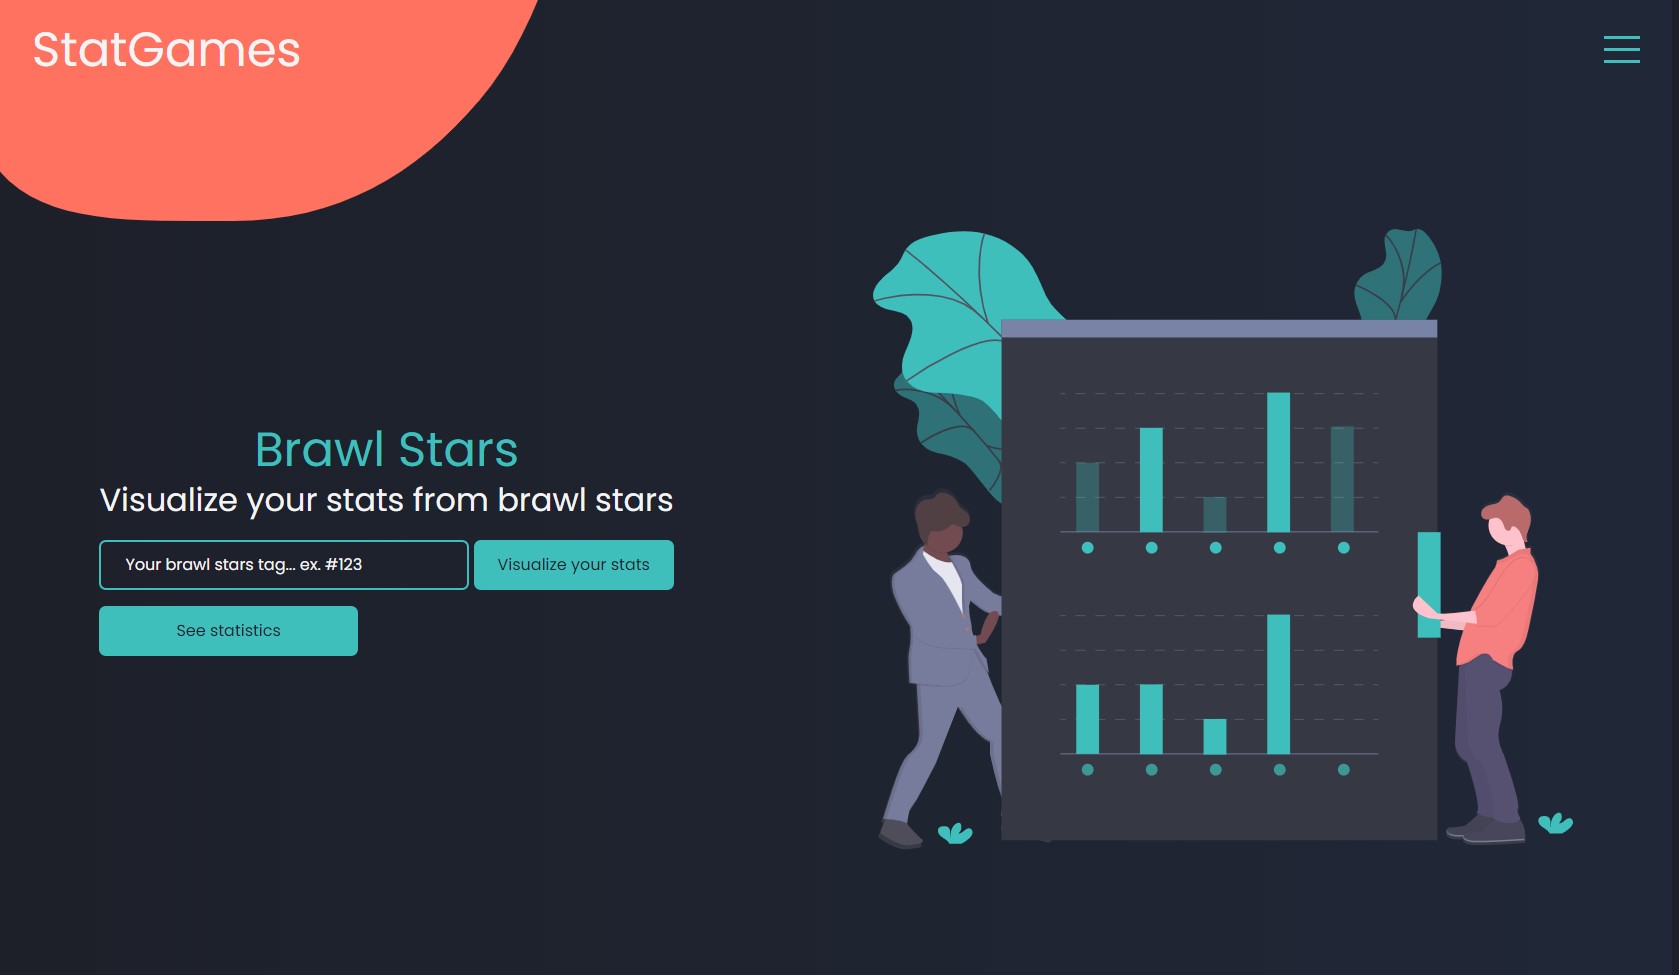 StatGames
Brawl Stars
Visualize your stats from brawl stars
Your brawl stars tag... ex. #123
Visualize your stats
See statistics